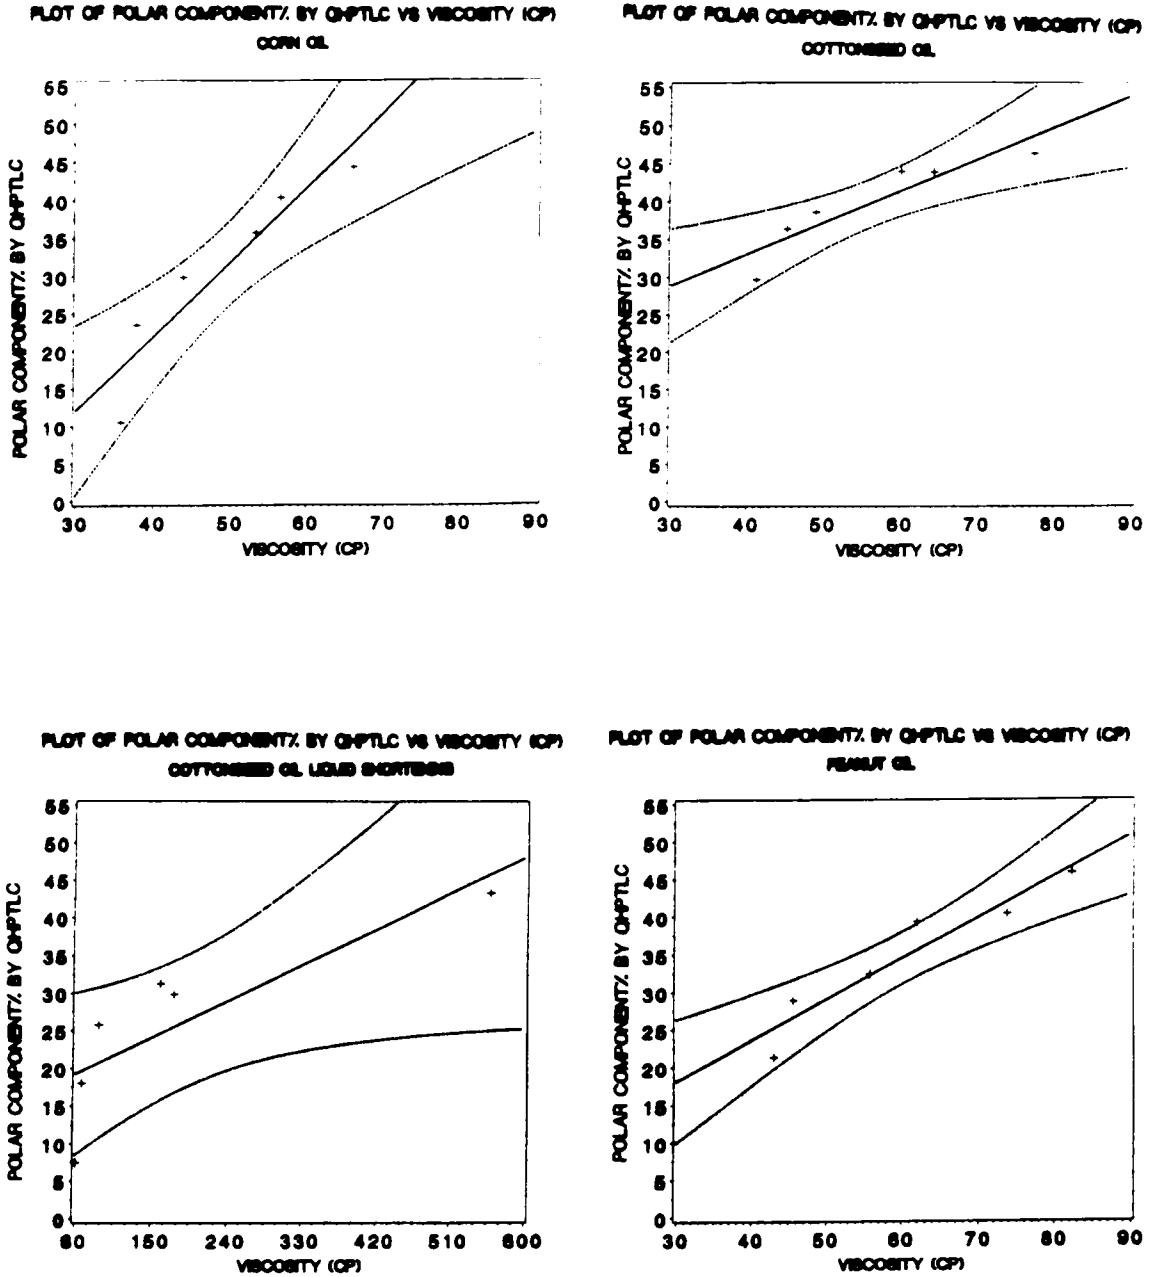 PLOT OF POLAR COMPONENT% BY QHPTLC VS VISCOSITY (CP)
CORN OIL
55
50
45
40
35
30
25
20
15
10
5
0
POLAR COMPONENT% BY QHPTLC
30 40 50 60 70 80 90
VISCOSITY (CP)
PLOT OF POLAR COMPONENT% BY QHPTLC VS VISCOSITY (CP)
COTTONSEED OIL
55
50
45
40
35
30
25
20
15
10
5
0
POLAR COMPONENT% BY QHPTLC
30 40 50 60 70 80 90
VISCOSITY (CP)
PLOT OF POLAR COMPONENT% BY QHPTLC VS VISCOSITY (CP)
COTTONSEED OIL LIQUID SHORTENING
55
50
45
40
35
30
25
20
15
10
5
0
POLAR COMPONENT% BY QHPTLC
60 150 240 330 420 510 600
VISCOSITY (CP)
PLOT OF POLAR COMPONENT% BY QHPTLC VS VISCOSITY (CP)
PEANUT OIL
55
50
45
40
35
30
25
20
15
10
5
0
POLAR COMPONENT% BY QHPTLC
30 40 50 60 70 80 90
VISCOSITY (CP)